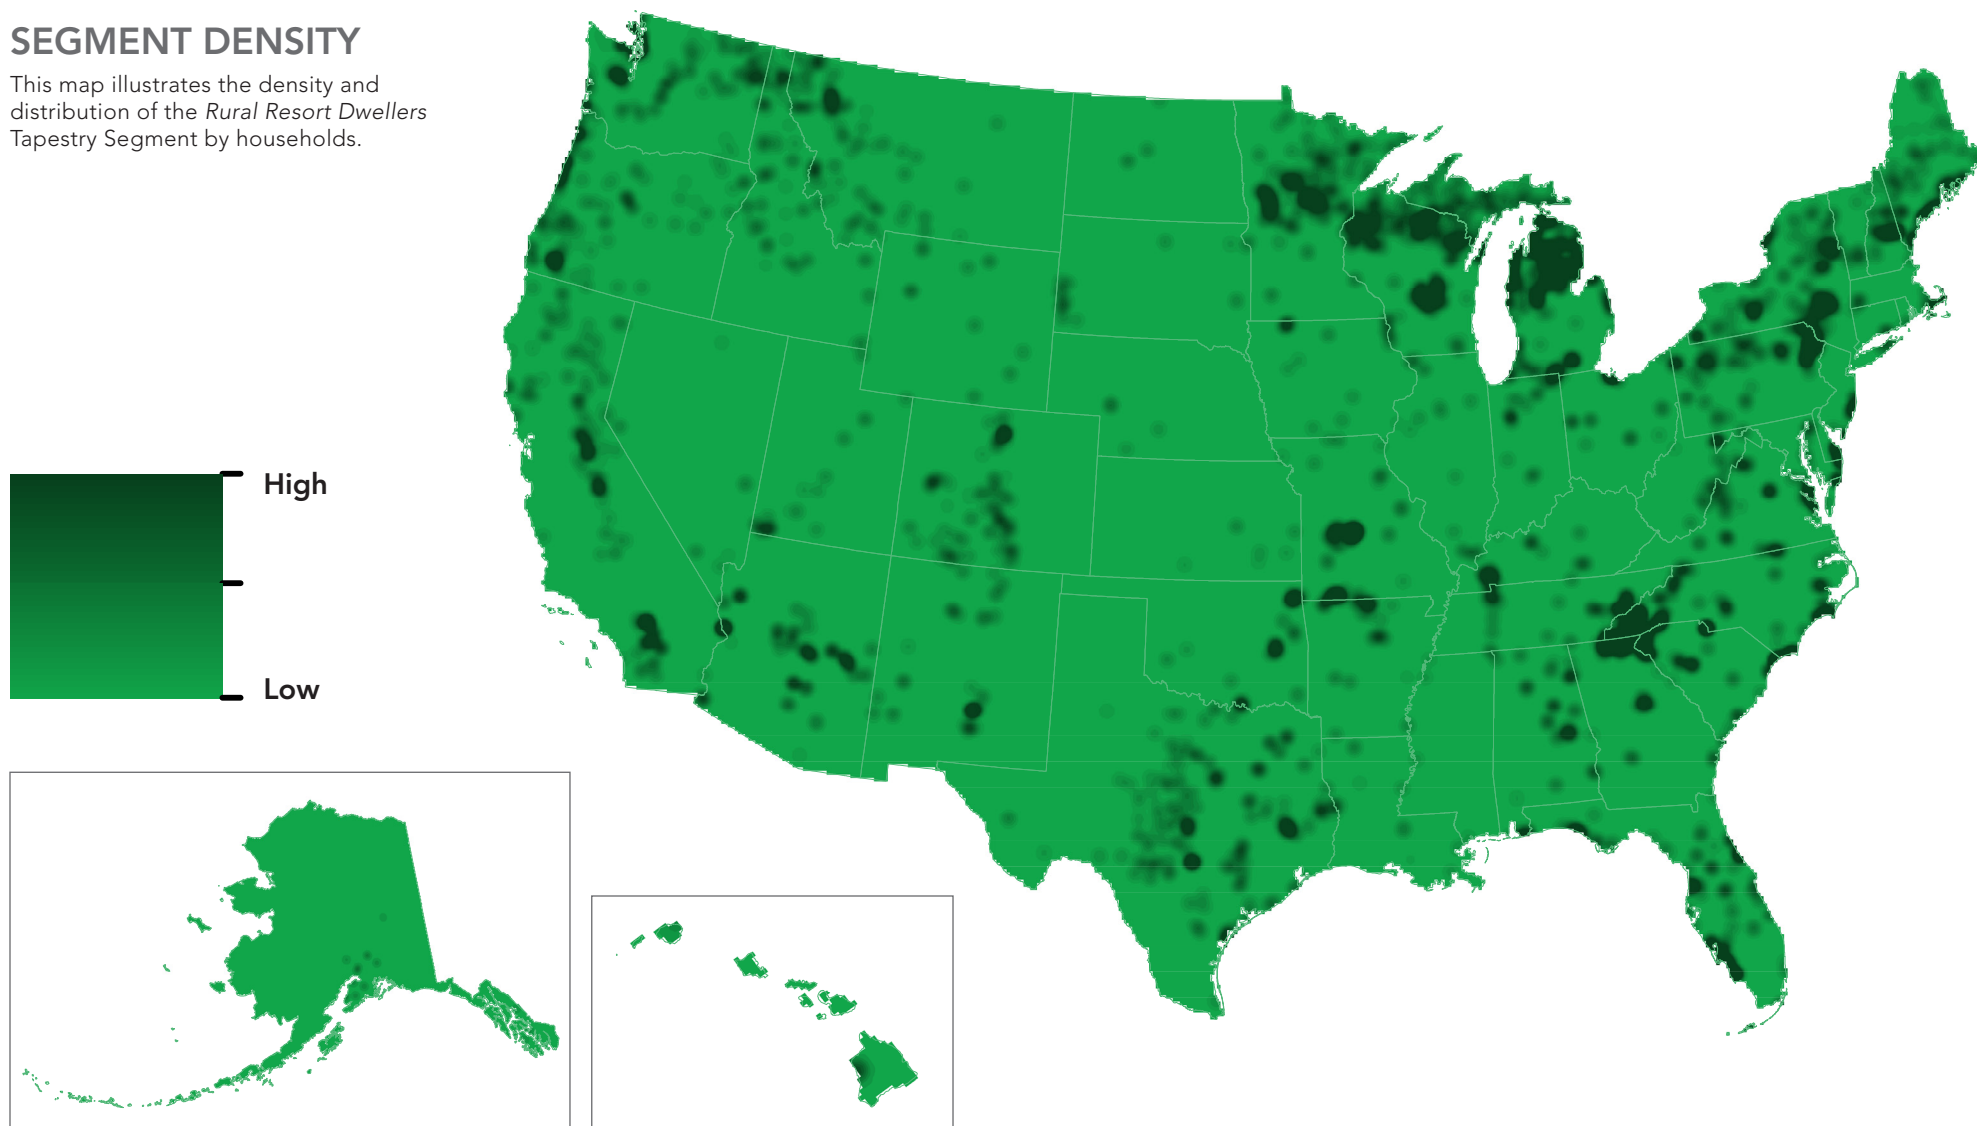 SEGMENT DENSITY
This map illustrates the density and
distribution of the Rural Resort Dwellers
Tapestry Segment by households.
High
Low